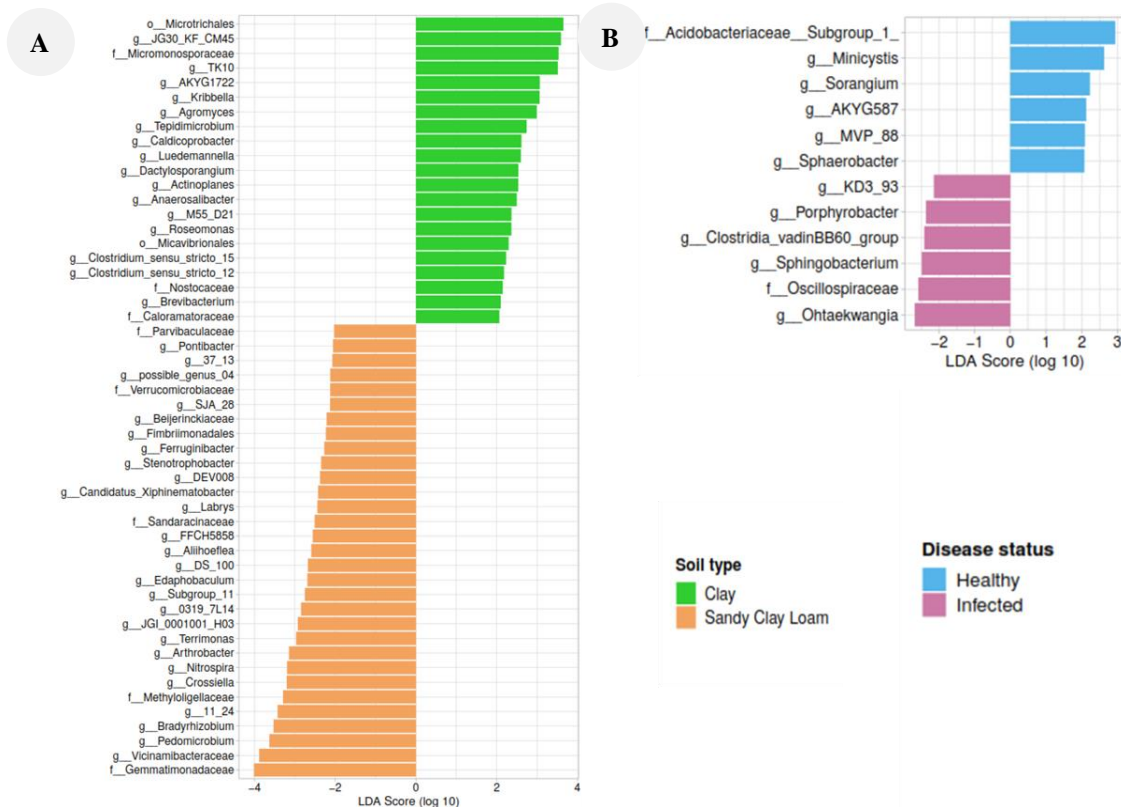 A
o__Microtrichales
g__JG30_KF_CM45
f__Micromonosporaceae
g__TK10
g__AKYG1722
g__Kribbella
g__Agromyces
g__Tepidimicrobium
g__Caldicoprobacter
g__Luedemannella
g__Dactylosporangium
g__Actinoplanes
g__Anaerosalibacter
g__M55_D21
g__Roseomonas
o__Micavibrionales
g__Clostridium_sensu_stricto_15
g__Clostridium_sensu_stricto_12
f__Nostocaceae
g__Brevibacterium
f__Caloramatoraceae
f__Parvibaculaceae
g__Pontibacter
g__37_13
g__possible_genus_04
f__Verrucomicrobiaceae
g__SJA_28
g__Beijerinckiaceae
g__Fimbriimonadales
g__Ferruginibacter
g__Stenotrophobacter
g__DEV008
g__Candidatus_Xiphinematobacter
g__Labrys
f__Sandaracinaceae
g__FFCH5858
g__Aliihoeflea
g__DS_100
g__Edaphobaculum
g__Subgroup_11
g__0319_7L14
g__JGI_0001001_H03
g__Terrimonas
g__Arthrobacter
g__Nitrospira
g__Crossiella
f__Methyloligellaceae
g__11_24
g__Bradyrhizobium
g__Pedomicrobium
g__Vicinamibacteraceae
f__Gemmatimonadaceae
−4 −2 0 2 4
LDA Score (log 10)
B
f__Acidobacteriaceae__Subgroup_1_
g__Minicystis
g__Sorangium
g__AKYG587
g__MVP_88
g__Sphaerobacter
g__KD3_93
g__Porphyrobacter
g__Clostridia_vadinBB60_group
g__Sphingobacterium
f__Oscillospiraceae
g__Ohtaekwangia
−2 −1 0 1 2 3
LDA Score (log 10)
Soil type
Clay
Sandy Clay Loam
Disease status
Healthy
Infected